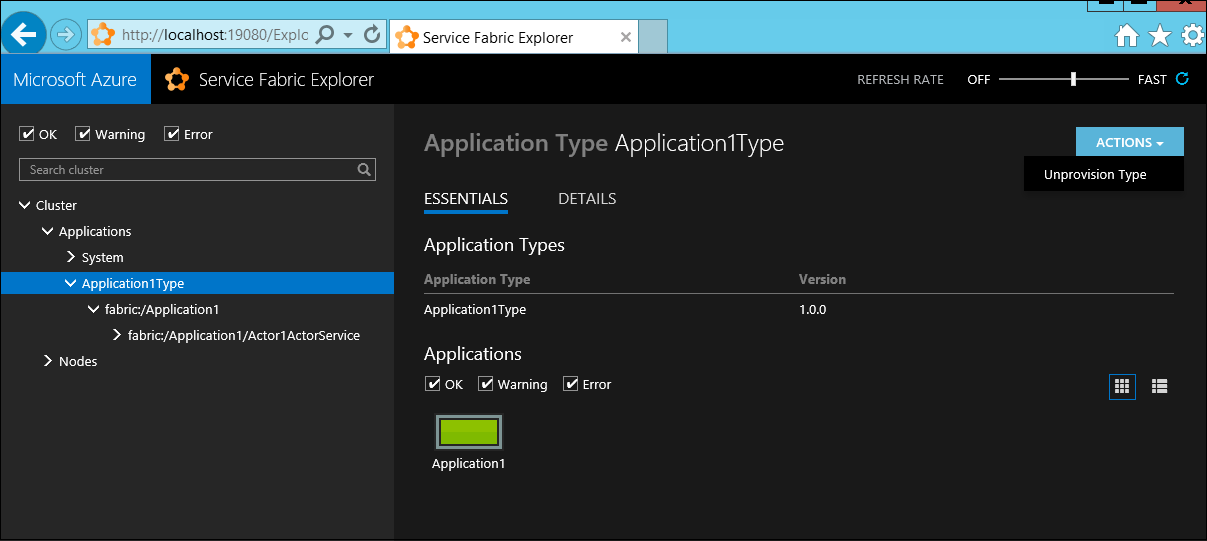 http://localhost:19080/Explo
Service Fabric Explorer
Microsoft Azure
Service Fabric Explorer
REFRESH RATE OFF FAST
OK Warning Error
Search cluster
Cluster
Applications
System
Application1Type
fabric:/Application1
fabric:/Application1/Actor1ActorService
Nodes
Application Type Application1Type
ACTIONS
Unprovision Type
ESSENTIALS DETAILS
Application Types
Application Type Version
Application1Type 1.0.0
Applications
OK Warning Error
Application1